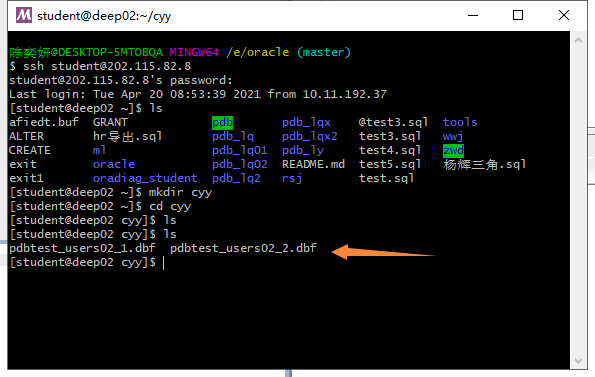 student@deep02:~/cyy
陈奕妍@DESKTOP-5MTOBQA MINGW64 /e/oracle (master)
$ ssh student@202.115.82.8
student@202.115.82.8's password:
Last login: Tue Apr 20 08:53:39 2021 from 10.11.192.37
[student@deep02 ~]$ ls
afiedt.buf GRANT pdb pdb_lqx @test3.sql tools
ALTER hr导出.sql pdb_lq pdb_lqx2 test3.sql wwj
CREATE ml pdb_lq01 pdb_ly test4.sql zwd
exit oracle pdb_lq02 README.md test5.sql 杨辉三角.sql
exit1 oradiag_student pdb_lq2 rsj test.sql
[student@deep02 ~]$ mkdir cyy
[student@deep02 ~]$ cd cyy
[student@deep02 cyy]$ ls
[student@deep02 cyy]$ ls
pdbtest_users02_1.dbf pdbtest_users02_2.dbf
[student@deep02 cyy]$